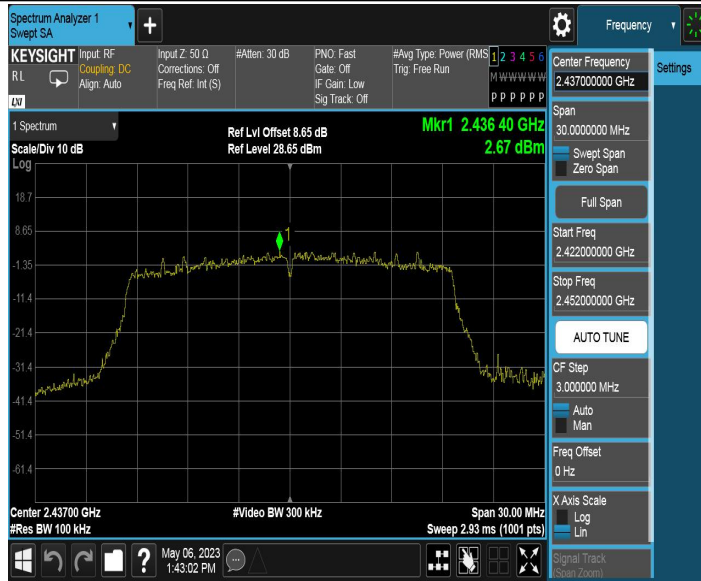 Spectrum Analyzer 1
Swept SA
+
Frequency
KEYSIGHT
RL
LXI
Input: RF
Coupling: DC
Align: Auto
Input Z: 50 Ω
Corrections: Off
Freq Ref: Int (S)
#Atten: 30 dB
PNO: Fast
Gate: Off
IF Gain: Low
Sig Track: Off
#Avg Type: Power (RMS
Trig: Free Run
1 2 3 4 5 6
M W W W W W
P P P P P P
1 Spectrum
Scale/Div 10 dB
Log
Ref Lvl Offset 8.65 dB
Ref Level 28.65 dBm
Mkr1 2.436 40 GHz
2.67 dBm
18.7
8.65
-1.35
-11.4
-21.4
-31.4
-41.4
-51.4
-61.4
1
Center 2.43700 GHz
#Res BW 100 kHz
#Video BW 300 kHz
Span 30.00 MHz
Sweep 2.93 ms (1001 pts)
Center Frequency
2.437000000 GHz
Span
30.0000000 MHz
Swept Span
Zero Span
Full Span
Start Freq
2.422000000 GHz
Stop Freq
2.452000000 GHz
AUTO TUNE
CF Step
3.000000 MHz
Auto
Man
Freq Offset
0 Hz
X Axis Scale
Log
Lin
Signal Track
(Span Zoom)
Settings
?
May 06, 2023
1:43:02 PM